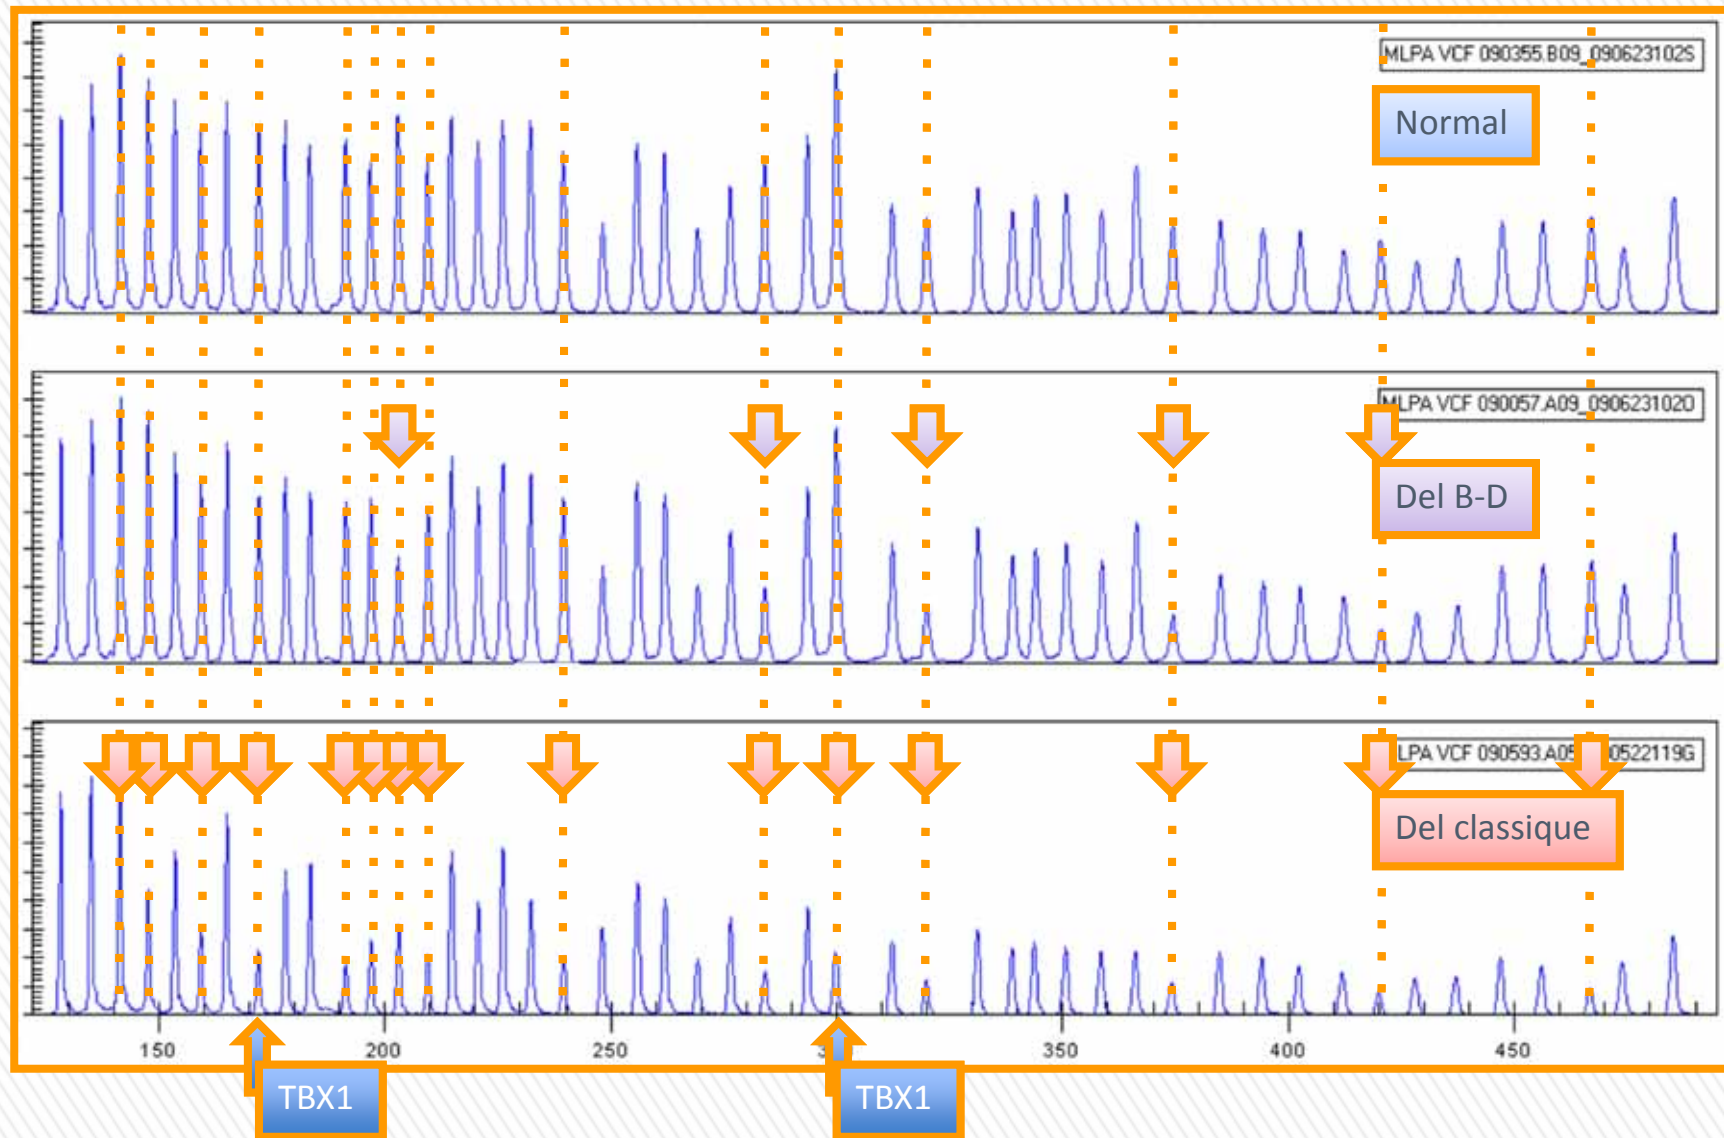 MLPA VCF 090355.B09_090623102S
Normal
MLPA VCF 090057.A09_090623102O
Del B-D
LPA VCF 090593.A05 0522119G
Del classique
150 200 250 350 400 450
TBX1 TBX1